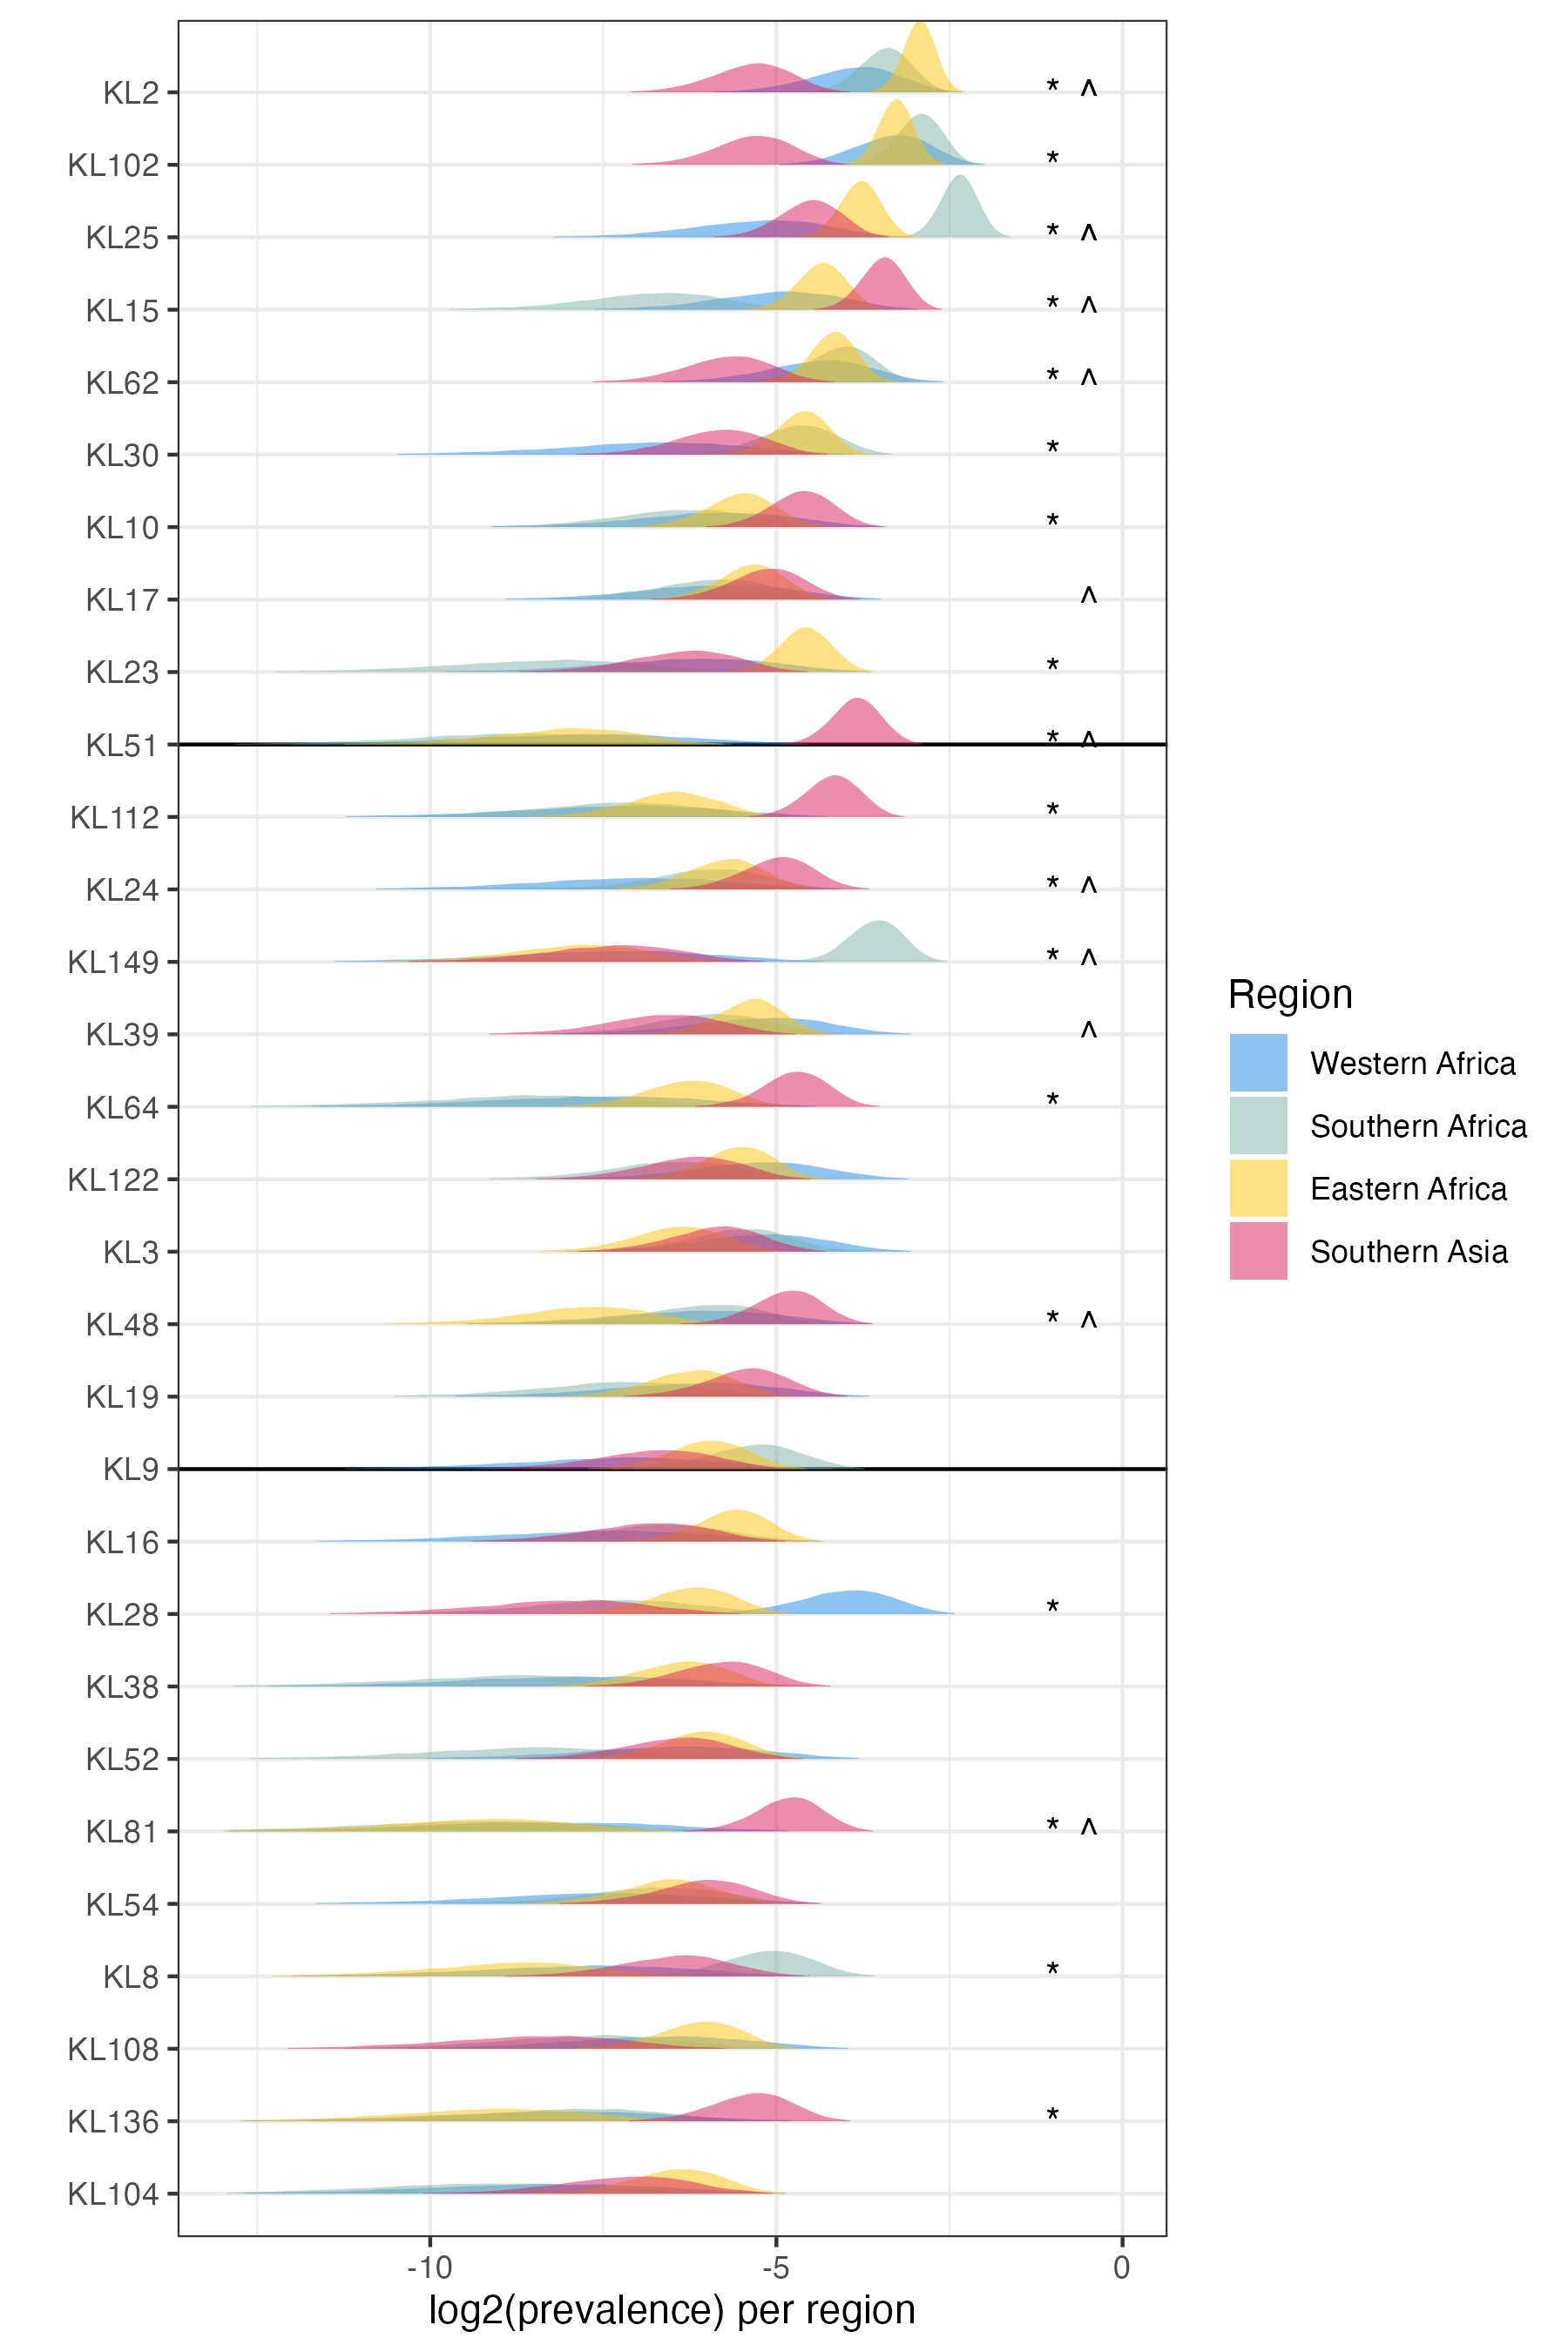 KL2 * ^
KL102 *
KL25 * ^
KL15 * ^
KL62 * ^
KL30 *
KL10 *
KL17 ^
KL23 *
KL51 * ^
KL112 *
KL24 * ^
KL149 * ^
KL39 ^
KL64 *
KL122
KL3
KL48 * ^
KL19
KL9
KL16
KL28 *
KL38
KL52
KL81 * ^
KL54
KL8 *
KL108
KL136 *
KL104
-10 -5 0
log2(prevalence) per region
Region
Western Africa
Southern Africa
Eastern Africa
Southern Asia